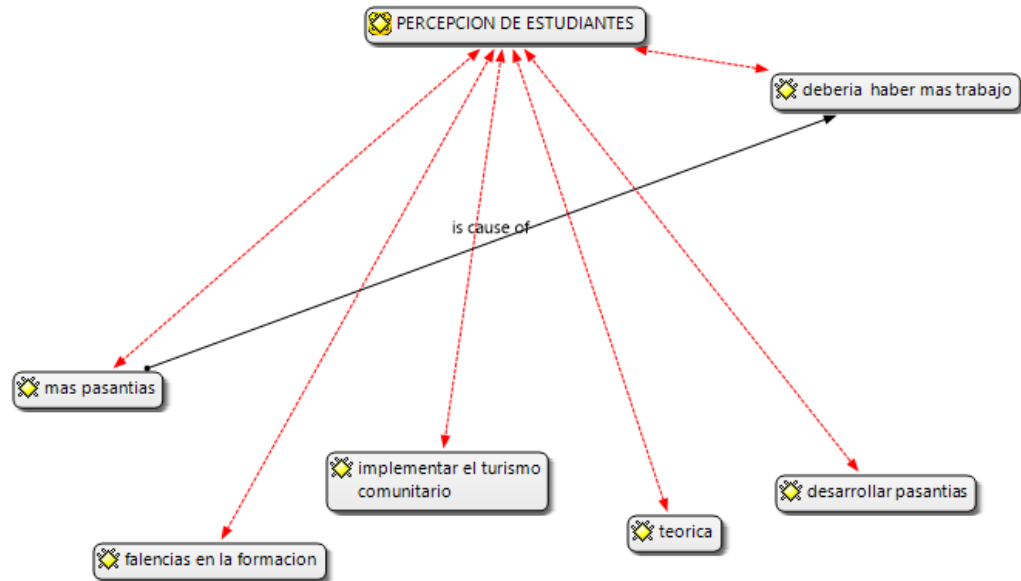 PERCEPCION DE ESTUDIANTES
deberia haber mas trabajo
is cause of
mas pasantias
implementar el turismo
comunitario
desarrollar pasantias
teorica
falencias en la formacion